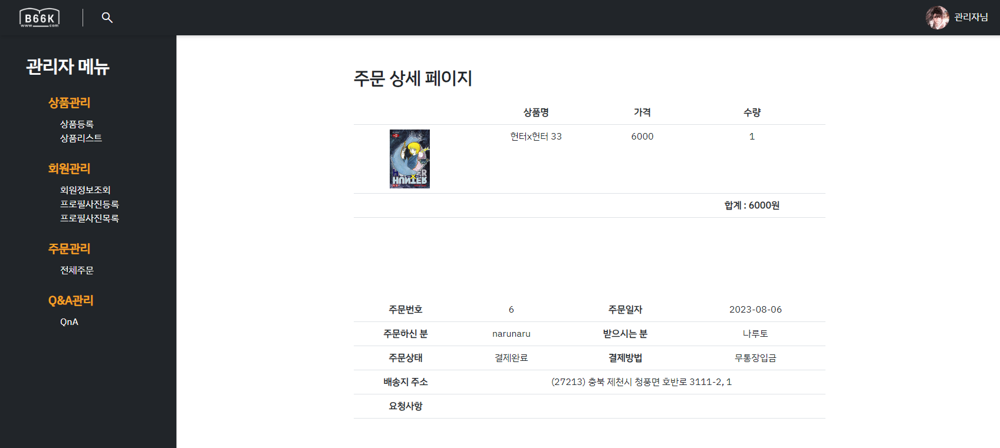 B66K
www.
.com
관리자님
관리자 메뉴
상품관리
상품등록
상품리스트
회원관리
회원정보조회
프로필사진등록
프로필사진목록
주문관리
전체주문
Q&A관리
QnA
주문 상세 페이지
상품명 가격 수량
헌터x헌터 33 6000 1
HUNTER
X
HUNTER
합계 : 6000원
주문번호 6 주문일자 2023-08-06
주문하신 분 narunaru 받으시는 분 나루토
주문상태 결제완료 결제방법 무통장입금
배송지 주소 (27213) 충북 제천시 청풍면 호반로 3111-2, 1
요청사항